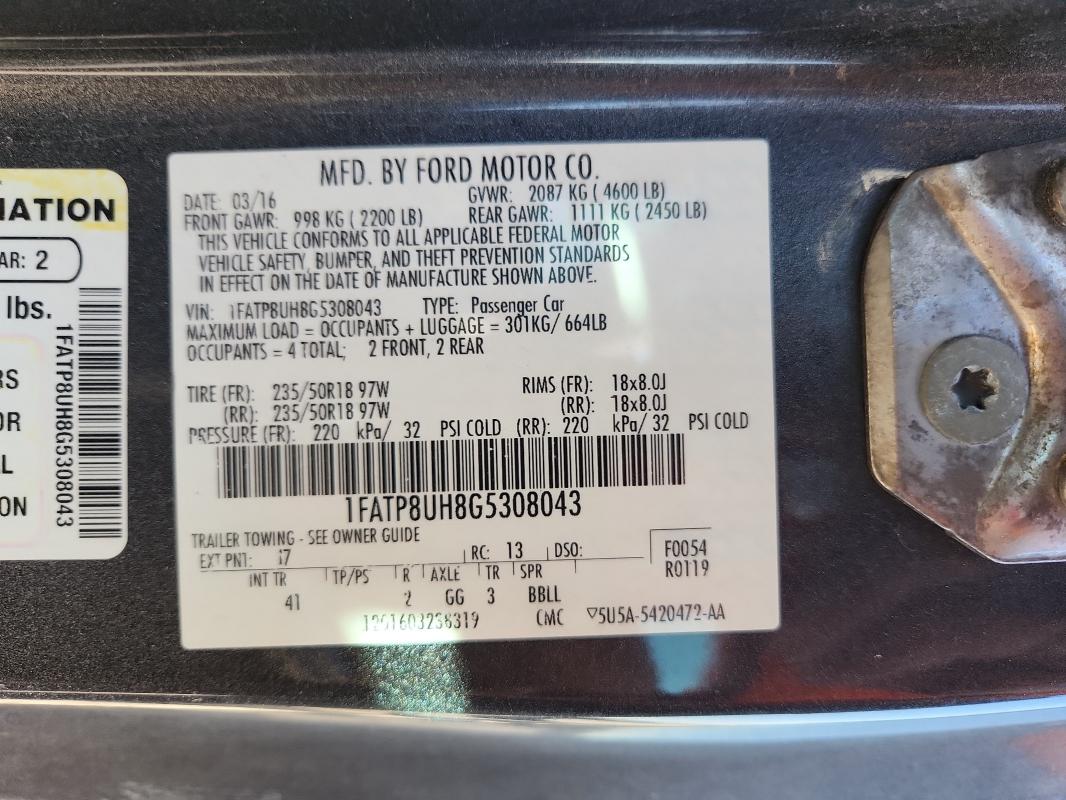 MATION
AR: 2
lbs.
RS
OR
L
ON
1FATP8UH8G5308043
MFD. BY FORD MOTOR CO.
DATE: 03/16 GVWR: 2087 KG ( 4600 LB)
FRONT GAWR: 998 KG ( 2200 LB) REAR GAWR: 1111 KG ( 2450 LB)
THIS VEHICLE CONFORMS TO ALL APPLICABLE FEDERAL MOTOR
VEHICLE SAFETY, BUMPER, AND THEFT PREVENTION STANDARDS
IN EFFECT ON THE DATE OF MANUFACTURE SHOWN ABOVE.
VIN: 1FATP8UH8G5308043 TYPE: Passenger Car
MAXIMUM LOAD = OCCUPANTS + LUGGAGE = 301KG/ 664LB
OCCUPANTS = 4 TOTAL; 2 FRONT, 2 REAR
TIRE (FR): 235/50R18 97W RIMS (FR): 18x8.0J
(RR): 235/50R18 97W (RR): 18x8.0J
PRESSURE (FR): 220 kPa/ 32 PSI COLD (RR): 220 kPa/ 32 PSI COLD
1FATP8UH8G5308043
TRAILER TOWING - SEE OWNER GUIDE
EXT PNT: RC: 13 DSO: F0054
R0119
INT TR TP/PS R AXLE TR SPR
41 2 GG 3 BBLL
CMC ▽5U5A-5420472-AA